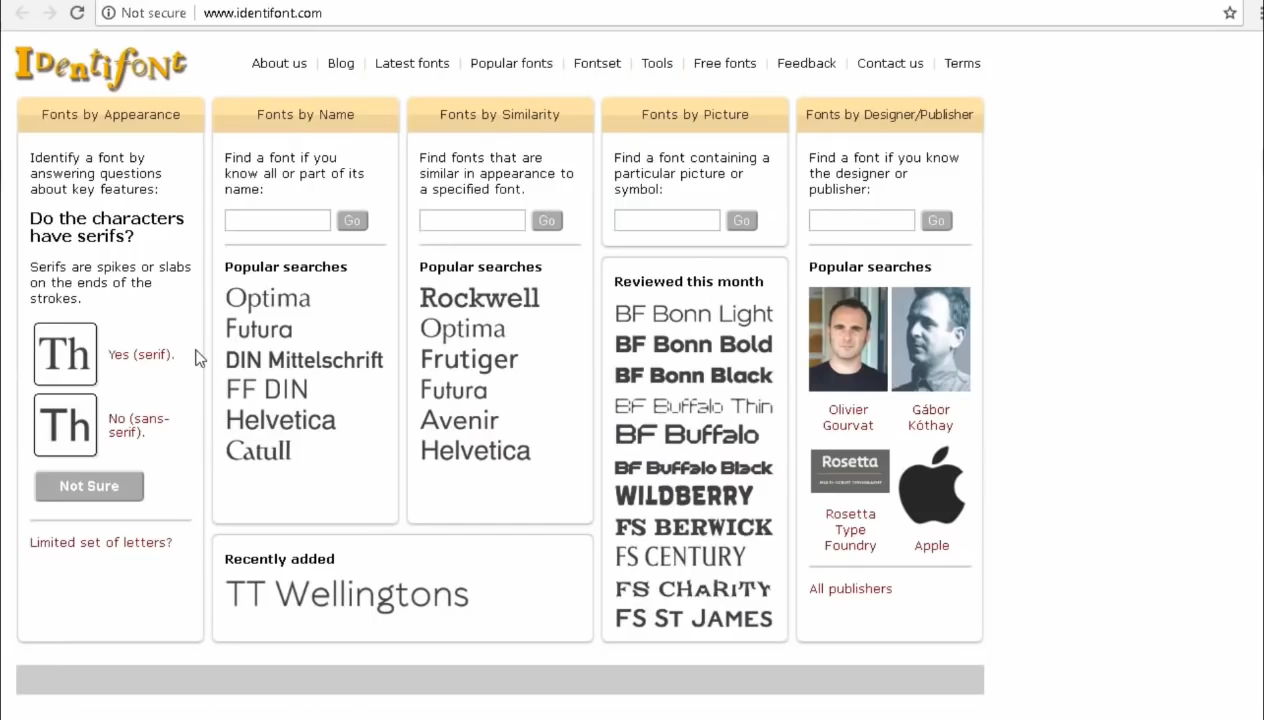 Not secure
www.identifont.com
Identifont
About us
Blog
Latest fonts
Popular fonts
Fontset
Tools
Free fonts
Feedback
Contact us
Terms
Fonts by Appearance
Identify a font by
answering questions
about key features:
Do the characters
have serifs?
Serifs are spikes or slabs
on the ends of the
strokes.
Th
Yes (serif).
Th
No (sans-
serif).
Not Sure
Limited set of letters?
Fonts by Name
Find a font if you
know all or part of its
name:
Go
Popular searches
Optima
Futura
DIN Mittelschrift
FF DIN
Helvetica
Catull
Fonts by Similarity
Find fonts that are
similar in appearance to
a specified font.
Go
Popular searches
Rockwell
Optima
Frutiger
Futura
Avenir
Helvetica
Recently added
TT Wellingtons
Fonts by Picture
Find a font containing a
particular picture or
symbol:
Go
Reviewed this month
BF Bonn Light
BF Bonn Bold
BF Bonn Black
BF Buffalo Thin
BF Buffalo
BF Buffalo Black
WILDBERRY
FS BERWICK
FS CENTURY
FS CHARITY
FS ST JAMES
Fonts by Designer/Publisher
Find a font if you know
the designer or
publisher:
Go
Popular searches
Olivier
Gourvat
Gábor
Kóthay
Rosetta
Rosetta
Type
Foundry
Apple
All publishers